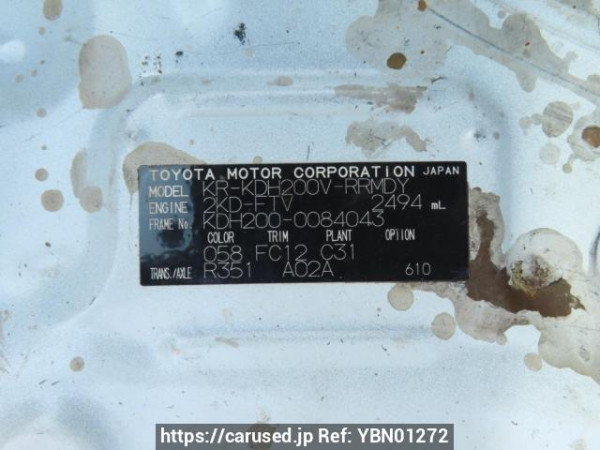 TOYOTA MOTOR CORPORATION JAPAN
MODEL KR-KDH200V-RRMDY
ENGINE 2KD-FTV 2494 mL
FRAME No. KDH200-0084043
COLOR TRIM PLANT OPTION
058 FC12 C31
TRANS./AXLE R351 A02A 610
https://carused.jp Ref: YBN01272